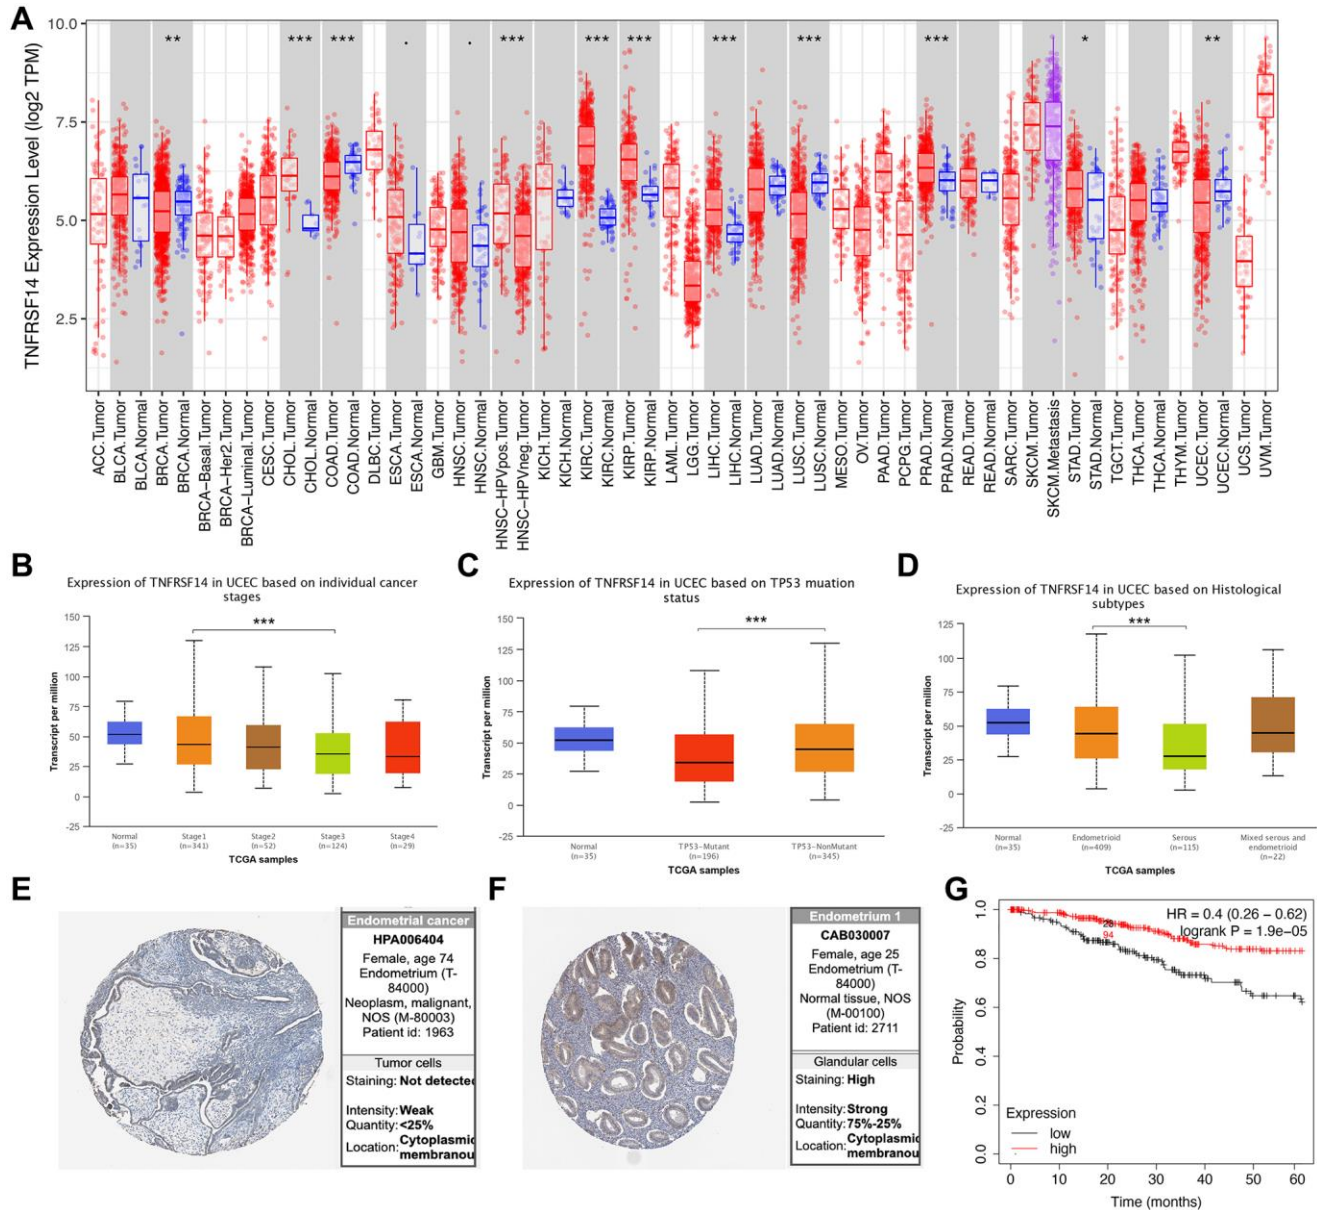 A
TNFRSF14 Expression Level (log2 TPM)
10.0
7.5
5.0
2.5
** *** *** . . *** *** *** *** *** *** * **
ACC.Tumor
BLCA.Tumor
BLCA.Normal
BRCA.Tumor
BRCA.Normal
BRCA-Basal.Tumor
BRCA-Her2.Tumor
BRCA-Luminal.Tumor
CESC.Tumor
CHOL.Tumor
CHOL.Normal
COAD.Tumor
COAD.Normal
DLBC.Tumor
ESCA.Tumor
ESCA.Normal
GBM.Tumor
HNSC.Tumor
HNSC.Normal
HNSC-HPVpos.Tumor
HNSC-HPVneg.Tumor
KICH.Tumor
KICH.Normal
KIRC.Tumor
KIRC.Normal
KIRP.Tumor
KIRP.Normal
LAML.Tumor
LGG.Tumor
LIHC.Tumor
LIHC.Normal
LUAD.Tumor
LUAD.Normal
LUSC.Tumor
LUSC.Normal
MESO.Tumor
OV.Tumor
PAAD.Tumor
PCPG.Tumor
PRAD.Tumor
PRAD.Normal
READ.Tumor
READ.Normal
SARC.Tumor
SKCM.Tumor
SKCM.Metastasis
STAD.Tumor
STAD.Normal
TGCT.Tumor
THCA.Tumor
THCA.Normal
THYM.Tumor
UCEC.Tumor
UCEC.Normal
UCS.Tumor
UVM.Tumor
B
Expression of TNFRSF14 in UCEC based on individual cancer
stages
Transcript per million
150
125
100
75
50
25
0
-25
***
Normal
(n=35)
Stage1
(n=341)
Stage2
(n=52)
Stage3
(n=124)
Stage4
(n=29)
TCGA samples
C
Expression of TNFRSF14 in UCEC based on TP53 muation
status
Transcript per million
150
125
100
75
50
25
0
-25
***
Normal
(n=35)
TP53-Mutant
(n=196)
TP53-NonMutant
(n=345)
TCGA samples
D
Expression of TNFRSF14 in UCEC based on Histological
subtypes
Transcript per million
125
100
75
50
25
0
-25
***
Normal
(n=35)
Endometrioid
(n=409)
Serous
(n=115)
Mixed serous and
endometrioid
(n=22)
TCGA samples
E
Endometrial cancer
HPA006404
Female, age 74
Endometrium (T-
84000)
Neoplasm, malignant,
NOS (M-80003)
Patient id: 1963
Tumor cells
Staining: Not detecte
Intensity: Weak
Quantity: <25%
Location: Cytoplasmic
membranou
F
Endometrium 1
CAB030007
Female, age 25
Endometrium (T-
84000)
Normal tissue, NOS
(M-00100)
Patient id: 2711
Glandular cells
Staining: High
Intensity: Strong
Quantity: 75%-25%
Location: Cytoplasmic
membranou
G
Probability
1.0
0.8
0.6
0.4
0.2
0.0
HR = 0.4 (0.26 − 0.62)
logrank P = 1.9e−05
94
Expression
low
high
0 10 20 30 40 50 60
Time (months)